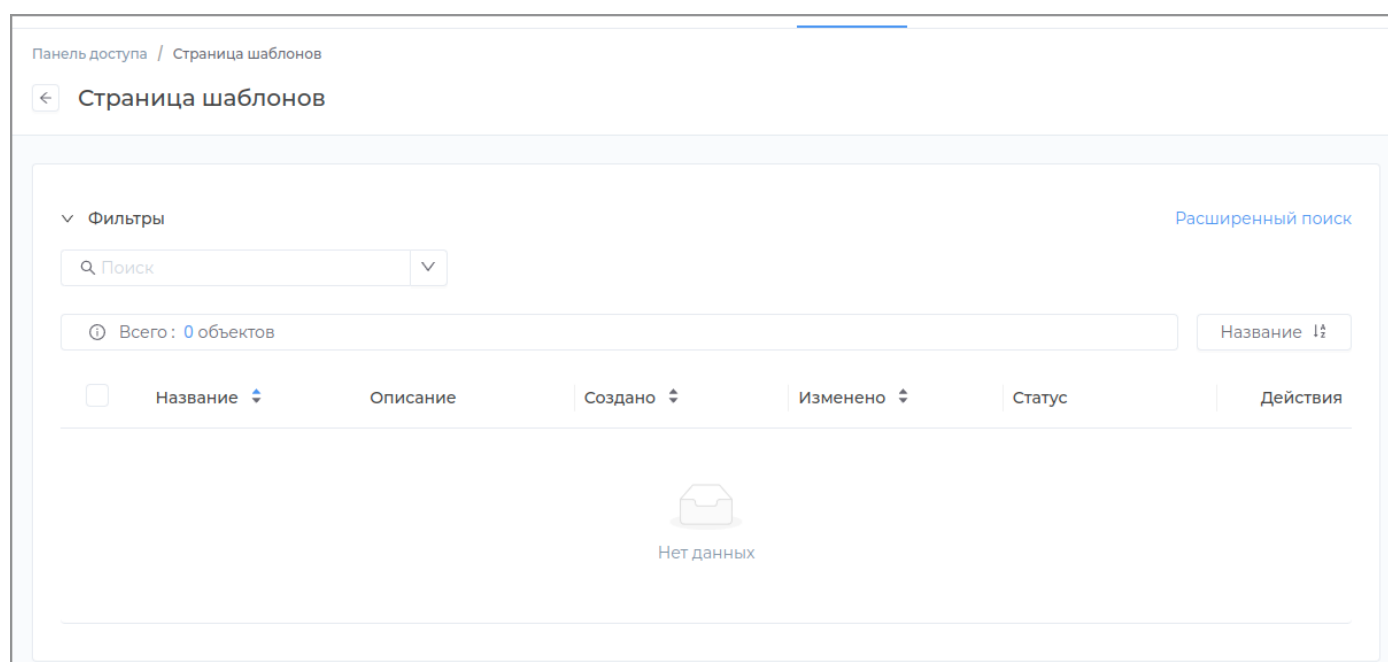 Панель доступа / Страница шаблонов
Страница шаблонов
Фильтры
Расширенный поиск
Поиск
Всего : 0 объектов
Название
Название Описание Создано Изменено Статус Действия
Нет данных